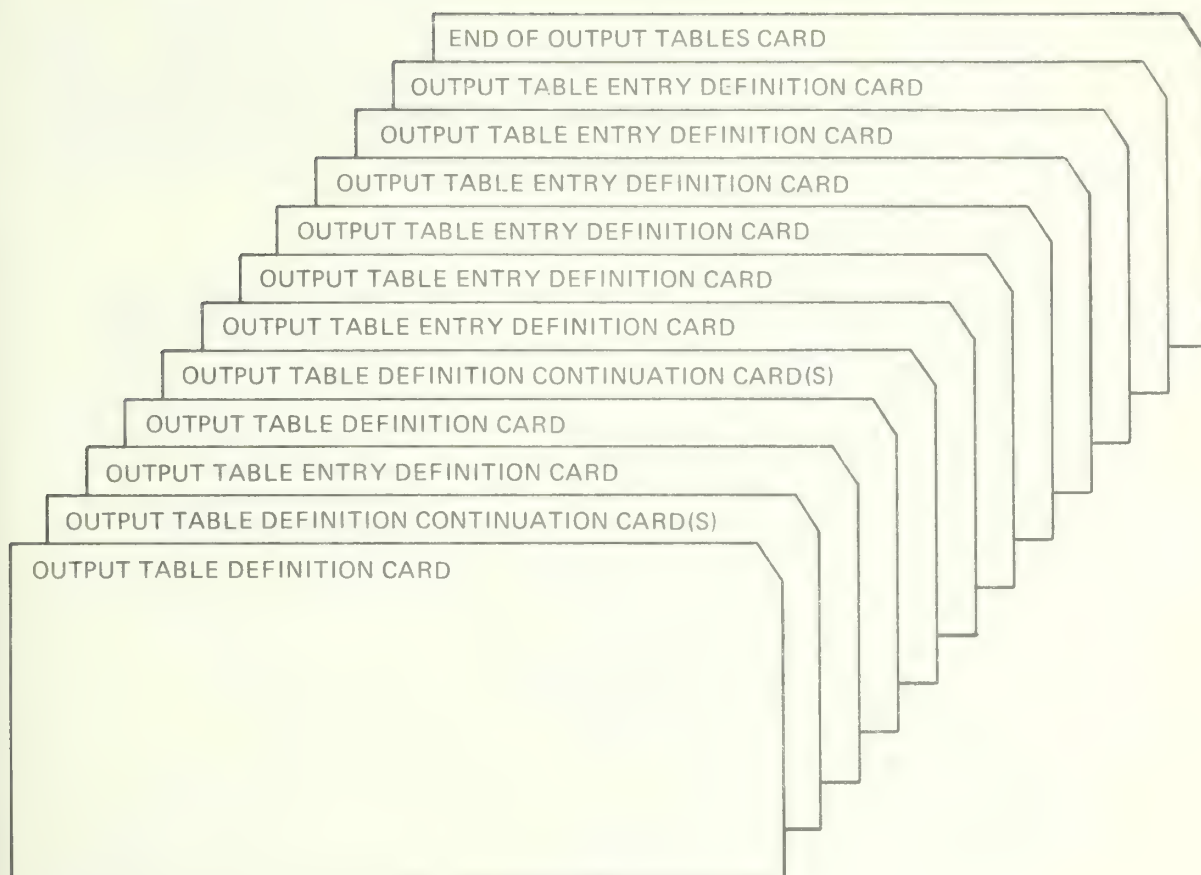 END OF OUTPUT TABLES CARD
OUTPUT TABLE ENTRY DEFINITION CARD
OUTPUT TABLE ENTRY DEFINITION CARD
OUTPUT TABLE ENTRY DEFINITION CARD
OUTPUT TABLE ENTRY DEFINITION CARD
OUTPUT TABLE ENTRY DEFINITION CARD
OUTPUT TABLE ENTRY DEFINITION CARD
OUTPUT TABLE DEFINITION CONTINUATION CARD(S)
OUTPUT TABLE DEFINITION CARD
OUTPUT TABLE ENTRY DEFINITION CARD
OUTPUT TABLE DEFINITION CONTINUATION CARD(S)
OUTPUT TABLE DEFINITION CARD